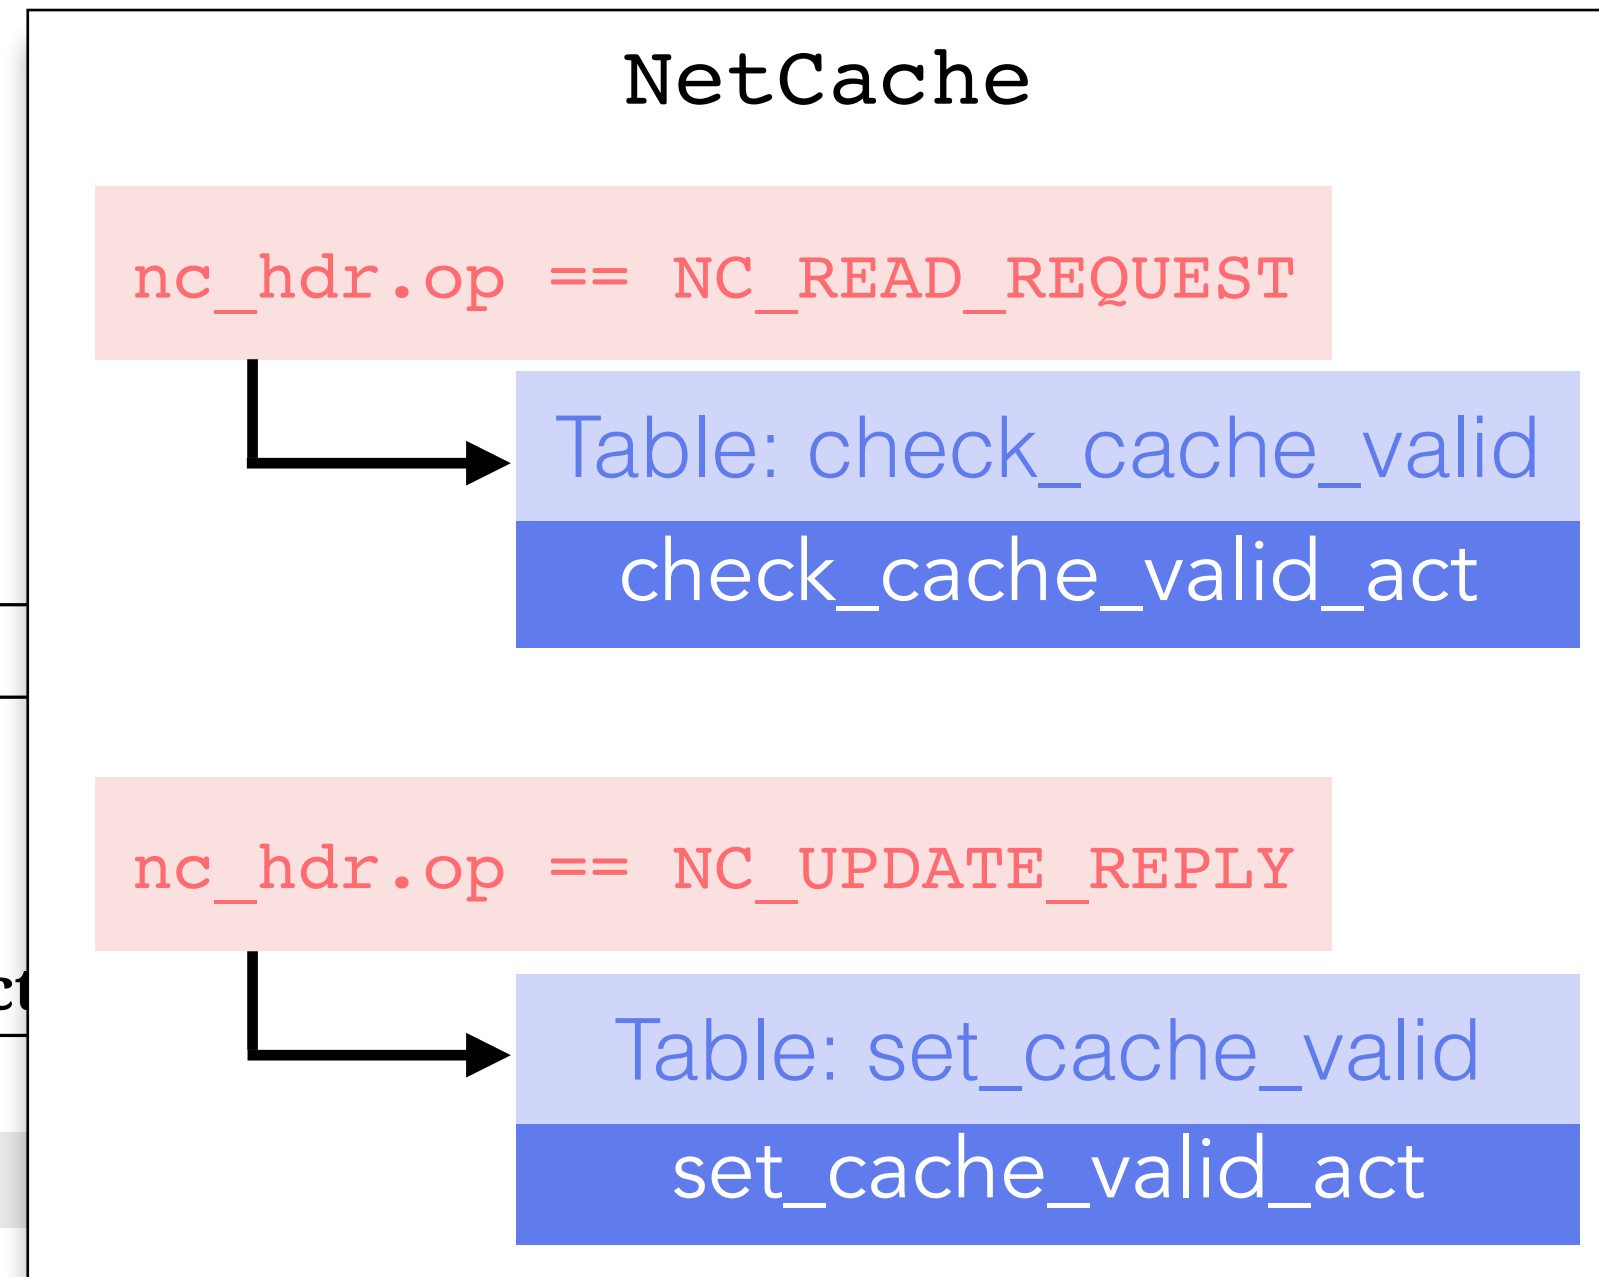 NetCache
nc_hdr.op == NC_READ_REQUEST
Table: check_cache_valid
check_cache_valid_act
nc_hdr.op == NC_UPDATE_REPLY
Table: set_cache_valid
set_cache_valid_act